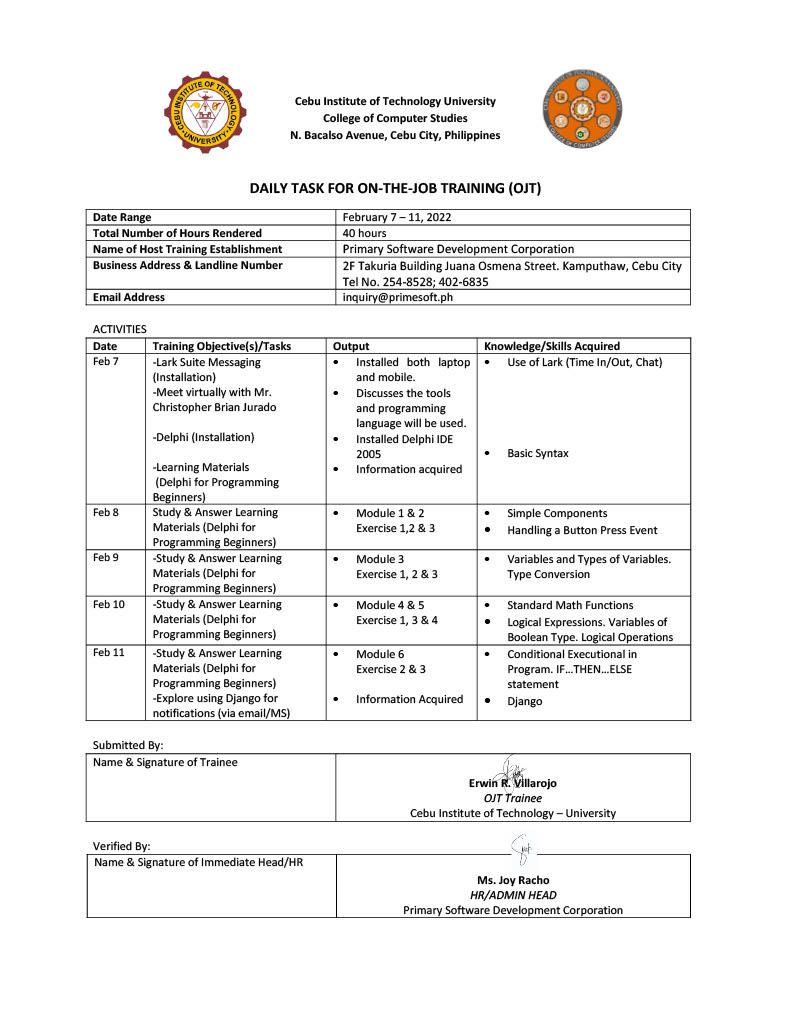 CEBU INSTITUTE OF TECHNOLOGY
UNIVERSITY
Cebu Institute of Technology University
College of Computer Studies
N. Bacalso Avenue, Cebu City, Philippines
DAILY TASK FOR ON-THE-JOB TRAINING (OJT)
Date Range February 7 – 11, 2022
Total Number of Hours Rendered 40 hours
Name of Host Training Establishment Primary Software Development Corporation
Business Address & Landline Number 2F Takuria Building Juana Osmena Street. Kamputhaw, Cebu City
Tel No. 254-8528; 402-6835
Email Address inquiry@primesoft.ph
ACTIVITIES
Date Training Objective(s)/Tasks Output Knowledge/Skills Acquired
Feb 7
-Lark Suite Messaging
(Installation)
-Meet virtually with Mr.
Christopher Brian Jurado
-Delphi (Installation)
-Learning Materials
(Delphi for Programming
Beginners)
• Installed both laptop
and mobile.
• Discusses the tools
and programming
language will be used.
• Installed Delphi IDE
2005
• Information acquired
• Use of Lark (Time In/Out, Chat)
• Basic Syntax
Feb 8
Study & Answer Learning
Materials (Delphi for
Programming Beginners)
• Module 1 & 2
Exercise 1,2 & 3
• Simple Components
• Handling a Button Press Event
Feb 9
-Study & Answer Learning
Materials (Delphi for
Programming Beginners)
• Module 3
Exercise 1, 2 & 3
• Variables and Types of Variables.
Type Conversion
Feb 10
-Study & Answer Learning
Materials (Delphi for
Programming Beginners)
• Module 4 & 5
Exercise 1, 3 & 4
• Standard Math Functions
• Logical Expressions. Variables of
Boolean Type. Logical Operations
Feb 11
-Study & Answer Learning
Materials (Delphi for
Programming Beginners)
-Explore using Django for
notifications (via email/MS)
• Module 6
Exercise 2 & 3
• Information Acquired
• Conditional Executional in
Program. IF…THEN…ELSE
statement
• Django
Submitted By:
Name & Signature of Trainee
Erwin R. Villarojo
OJT Trainee
Cebu Institute of Technology – University
Verified By:
Name & Signature of Immediate Head/HR
Ms. Joy Racho
HR/ADMIN HEAD
Primary Software Development Corporation